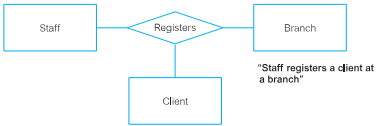 Staff
Registers
Branch
"Staff registers a client at
a branch"
Client